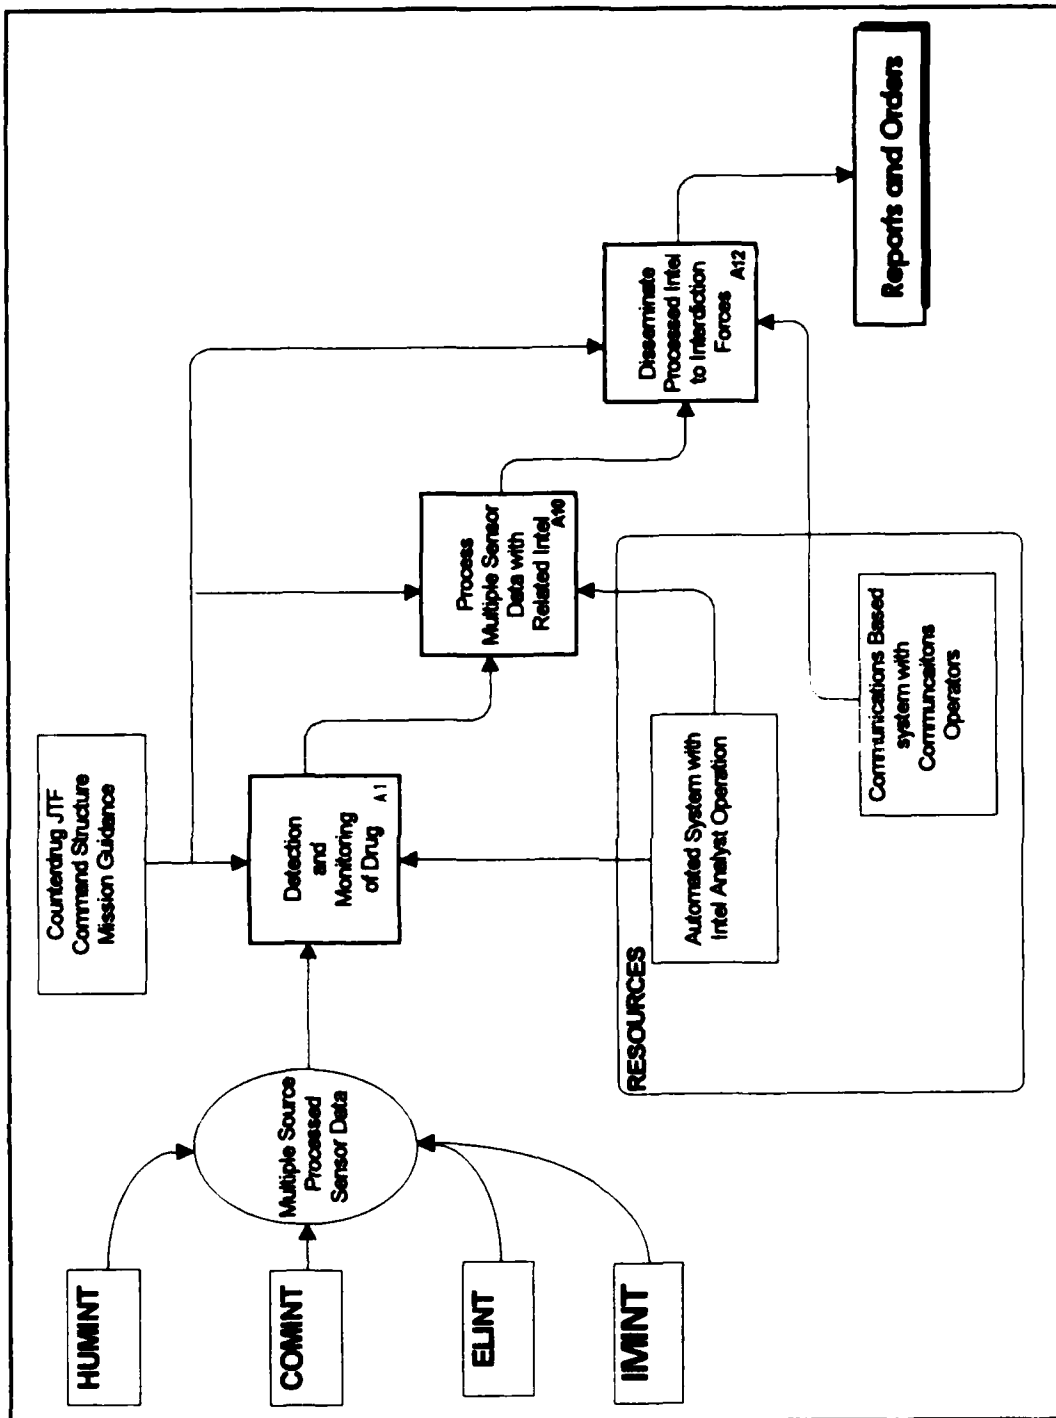 HUMINT
COMINT
ELINT
IMINT
Multiple Source
Processed
Sensor Data
Counterdrug JTF
Command Structure
Mission Guidance
Detection
and
Monitoring
of Drug
A1
Process
Multiple Sensor
Data with
Related Intel
A10
Disseminate
Processed Intel
to Interdiction
Forces
A12
RESOURCES
Automated System with
Intel Analyst Operation
Communications Based
system with
Communcaitons
Operators
Reports and Orders